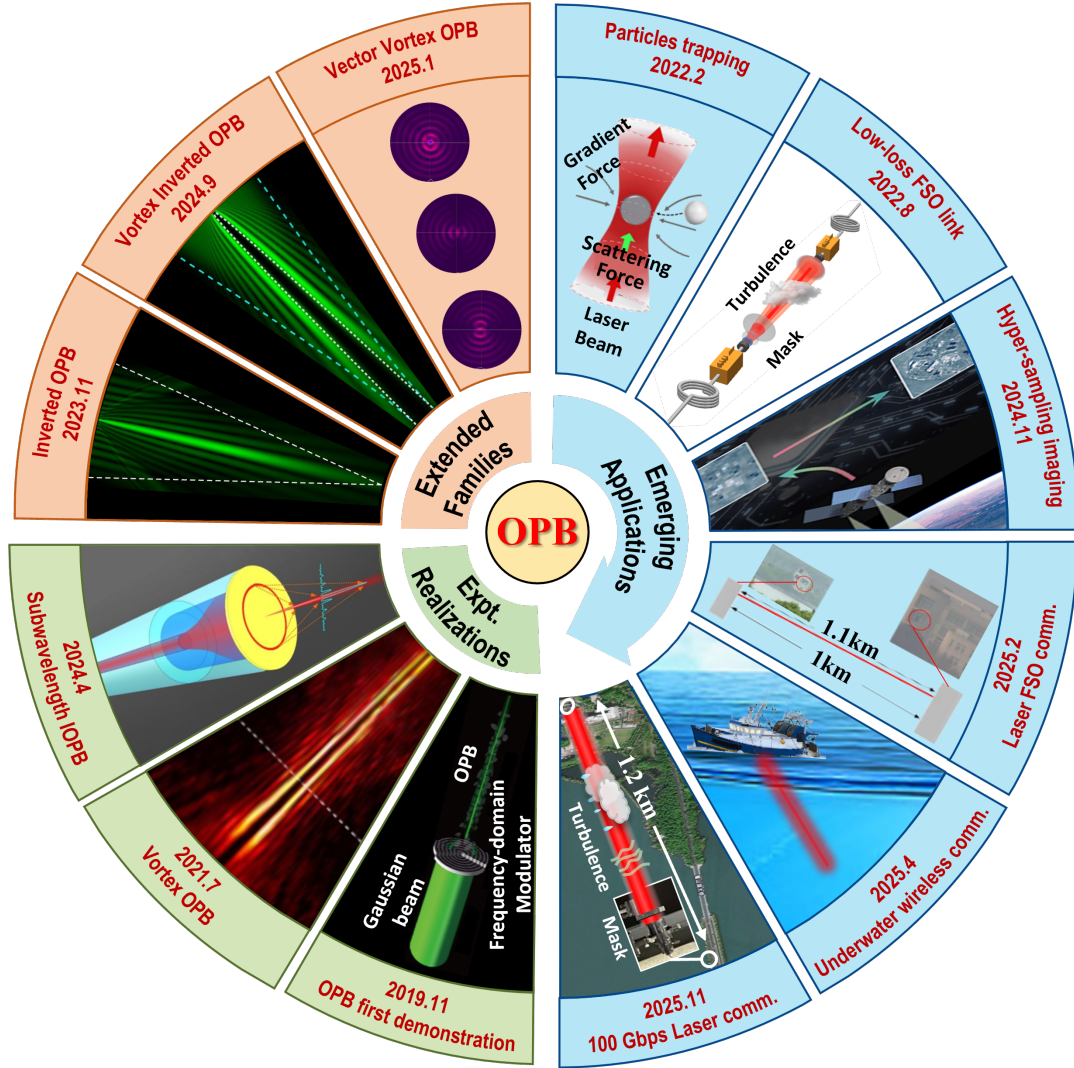 Vector Vortex OPB
2025.1
Particles trapping
2022.2
Gradient
Force
Scattering
Force
Laser
Beam
Low-loss FSO link
2022.8
Turbulence
Mask
Hyper-sampling imaging
2024.11
2025.2
Laser FSO comm.
1.1km
1km
2025.4
Underwater wireless comm.
2025.11
100 Gbps Laser comm.
1.2 km
Turbulence
Mask
2019.11
OPB first demonstration
OPB
Frequency-domain
Modulator
Gaussian
beam
2021.7
Vortex OPB
2024.4
Subwavelength IOPB
Inverted OPB
2023.11
Vortex Inverted OPB
2024.9
Extended
Families
Emerging
Applications
Expt.
Realizations
OPB